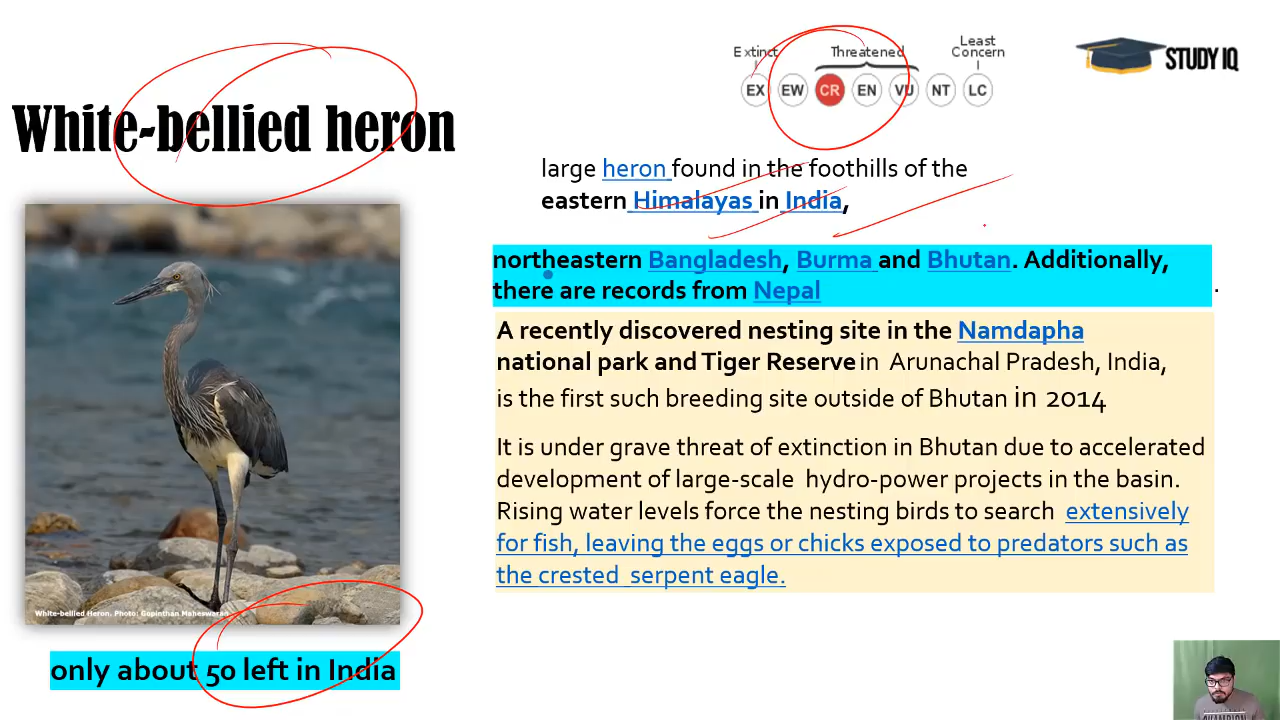 Extinct
Threatened
Least
Concern
EX EW CR EN VU NT LC
STUDY IQ
White-bellied heron
large heron found in the foothills of the
eastern Himalayas in India,
northeastern Bangladesh, Burma and Bhutan. Additionally,
there are records from Nepal
.
A recently discovered nesting site in the Namdapha
national park and Tiger Reserve in Arunachal Pradesh, India,
is the first such breeding site outside of Bhutan in 2014
It is under grave threat of extinction in Bhutan due to accelerated
development of large-scale hydro-power projects in the basin.
Rising water levels force the nesting birds to search extensively
for fish, leaving the eggs or chicks exposed to predators such as
the crested serpent eagle.
White-bellied Heron. Photo: Gopinthan Maheswaran
only about 50 left in India
CHAMPION